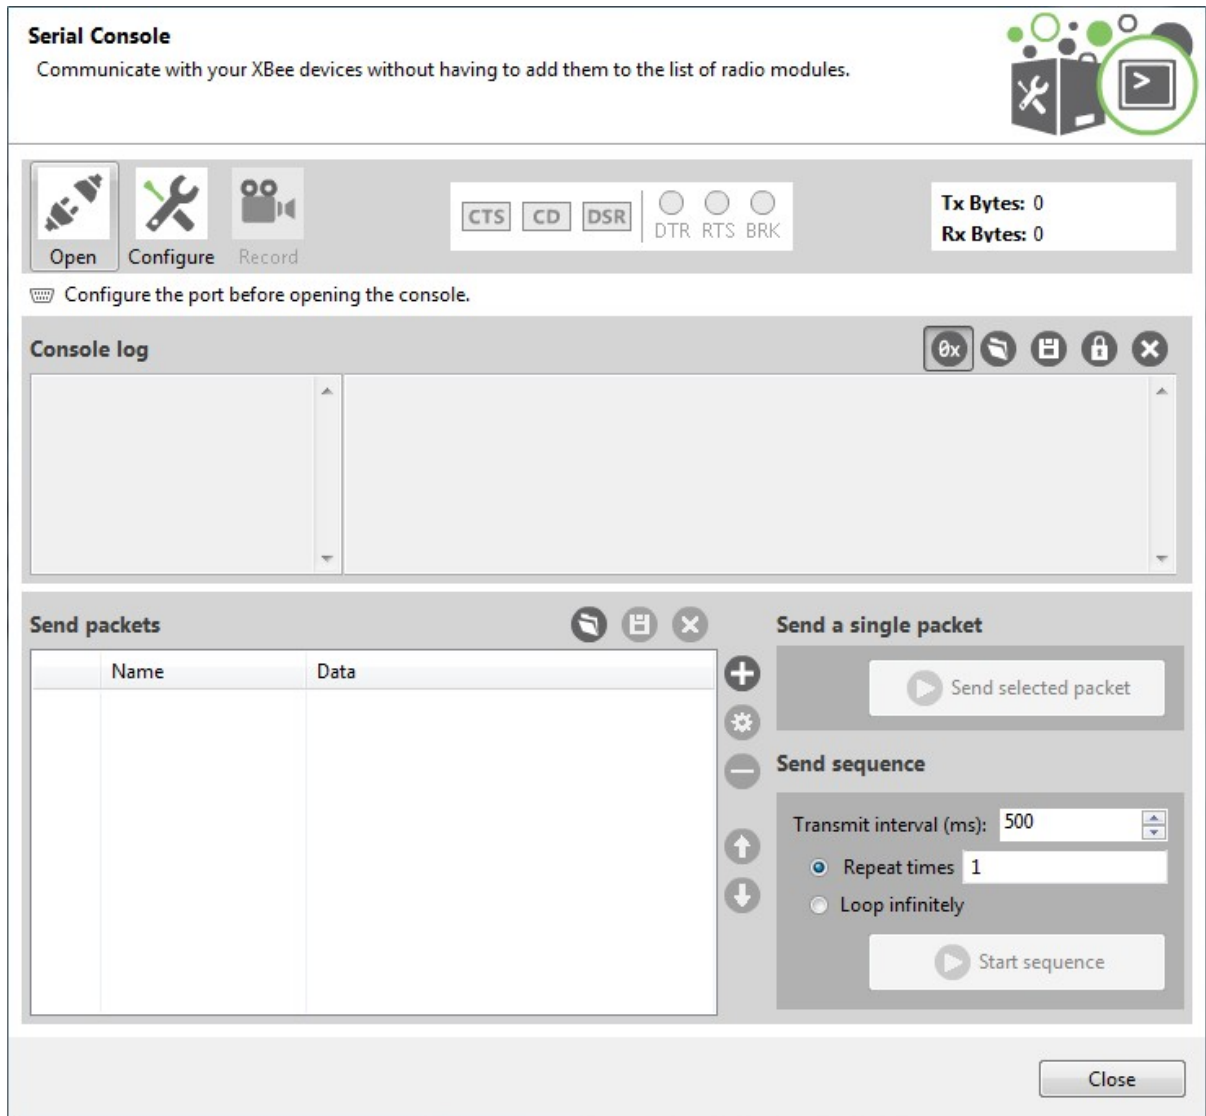 Serial Console
Communicate with your XBee devices without having to add them to the list of radio modules.
Open
Configure
Record
CTS CD DSR
DTR RTS BRK
Tx Bytes: 0
Rx Bytes: 0
Configure the port before opening the console.
Console log
0x
Send packets
Name Data
Send a single packet
Send selected packet
Send sequence
Transmit interval (ms): 500
Repeat times 1
Loop infinitely
Start sequence
Close